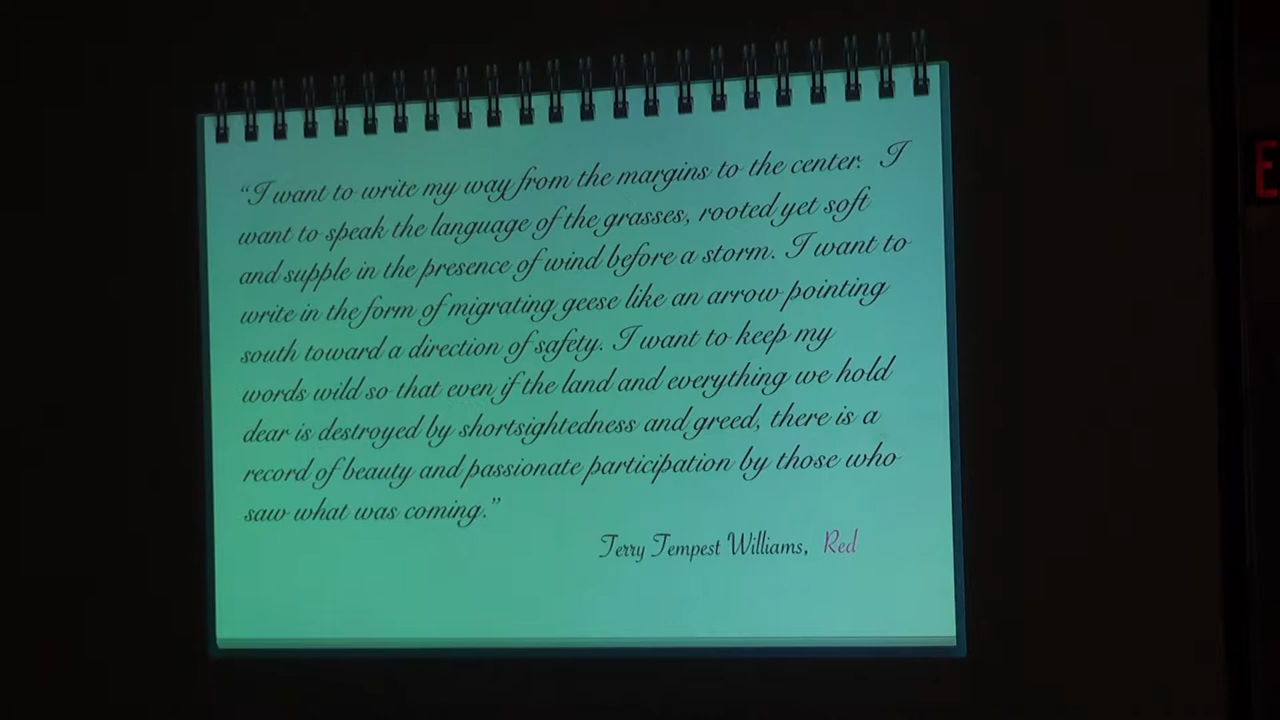 “I want to write my way from the margins to the center. I
want to speak the language of the grasses, rooted yet soft
and supple in the presence of wind before a storm. I want to
write in the form of migrating geese like an arrow pointing
south toward a direction of safety. I want to keep my
words wild so that even if the land and everything we hold
dear is destroyed by shortsightedness and greed, there is a
record of beauty and passionate participation by those who
saw what was coming.”
Terry Tempest Williams, Red
E